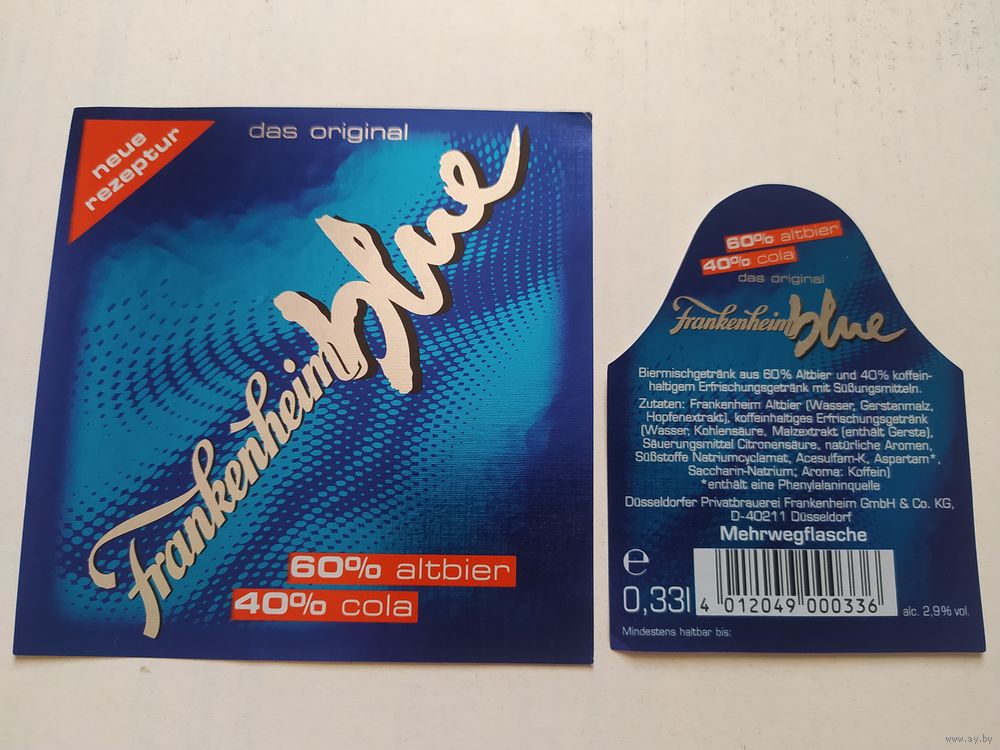 neue
rezeptur
das original
Frankenheim blue
60% altbier
40% cola
60% altbier
40% cola
das original
Frankenheim blue
Biermischgetränk aus 60% Altbier und 40% koffein-
haltigem Erfrischungsgetränk mit Süßungsmitteln.
Zutaten: Frankenheim Altbier (Wasser, Gerstenmalz,
Hopfenextrakt), koffeinhaltiges Erfrischungsgetränk
(Wasser, Kohlensäure, Malzextrakt (enthält Gerste),
Säuerungsmittel Citronensäure, natürliche Aromen,
Süßstoffe Natriumcyclamat, Acesulfam-K, Aspartam*,
Saccharin-Natrium; Aroma: Koffein)
*enthält eine Phenylalaninquelle
Düsseldorfer Privatbrauerei Frankenheim GmbH & Co. KG,
D-40211 Düsseldorf
Mehrwegflasche
e
0,33l
4 012049 000336
alc. 2,9% vol.
Mindestens haltbar bis:
www.ay.by